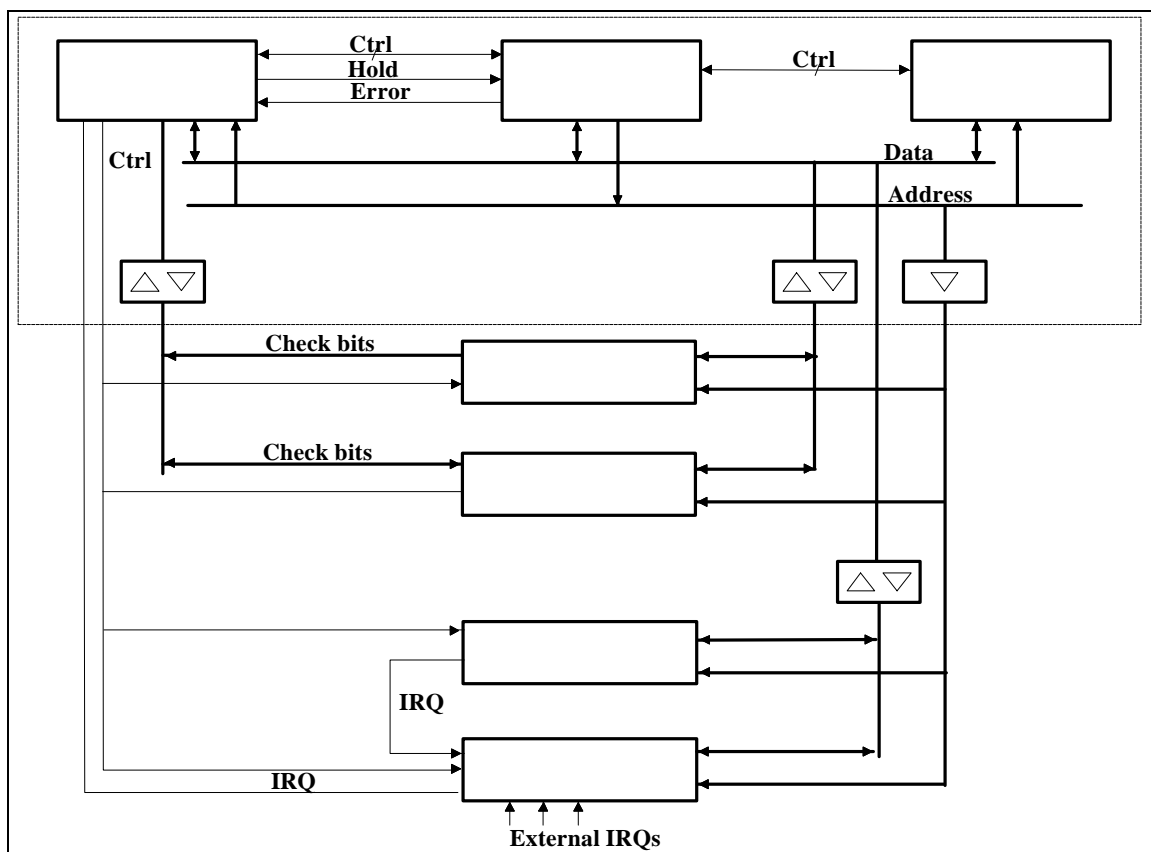 Ctrl
Hold
Error
Ctrl
Ctrl
Data
Address
Check bits
Check bits
IRQ
IRQ
External IRQs